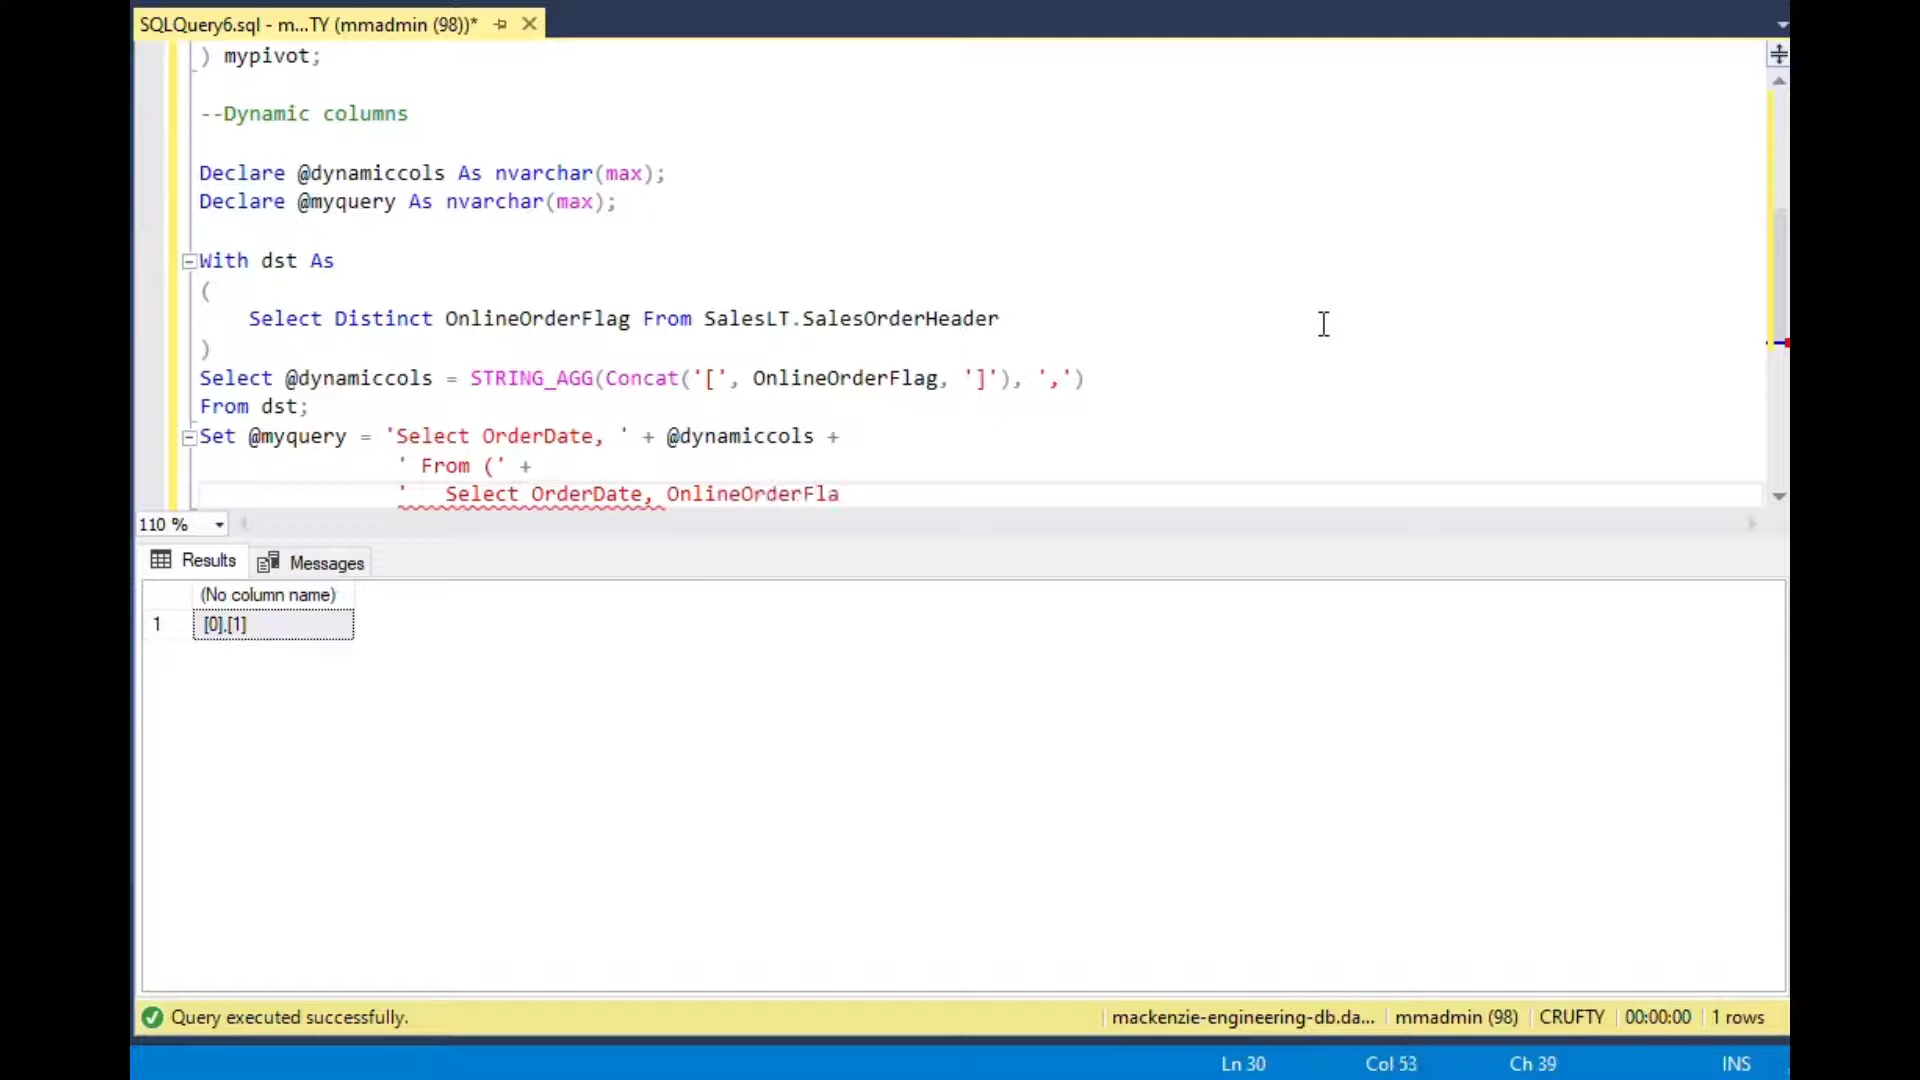 SQLQuery6.sql - m...TY (mmadmin (98))*
) mypivot;
--Dynamic columns
Declare @dynamiccols As nvarchar(max);
Declare @myquery As nvarchar(max);
With dst As
(
Select Distinct OnlineOrderFlag From SalesLT.SalesOrderHeader
)
Select @dynamiccols = STRING_AGG(Concat('[', OnlineOrderFlag, ']'), ',')
From dst;
Set @myquery = 'Select OrderDate, ' + @dynamiccols +
' From (' +
'   Select OrderDate, OnlineOrderFla
110 %
Results Messages
(No column name)
1 [0],[1]
Query executed successfully. mackenzie-engineering-db.da... mmadmin (98) CRUFTY 00:00:00 1 rows
Ln 30 Col 53 Ch 39 INS